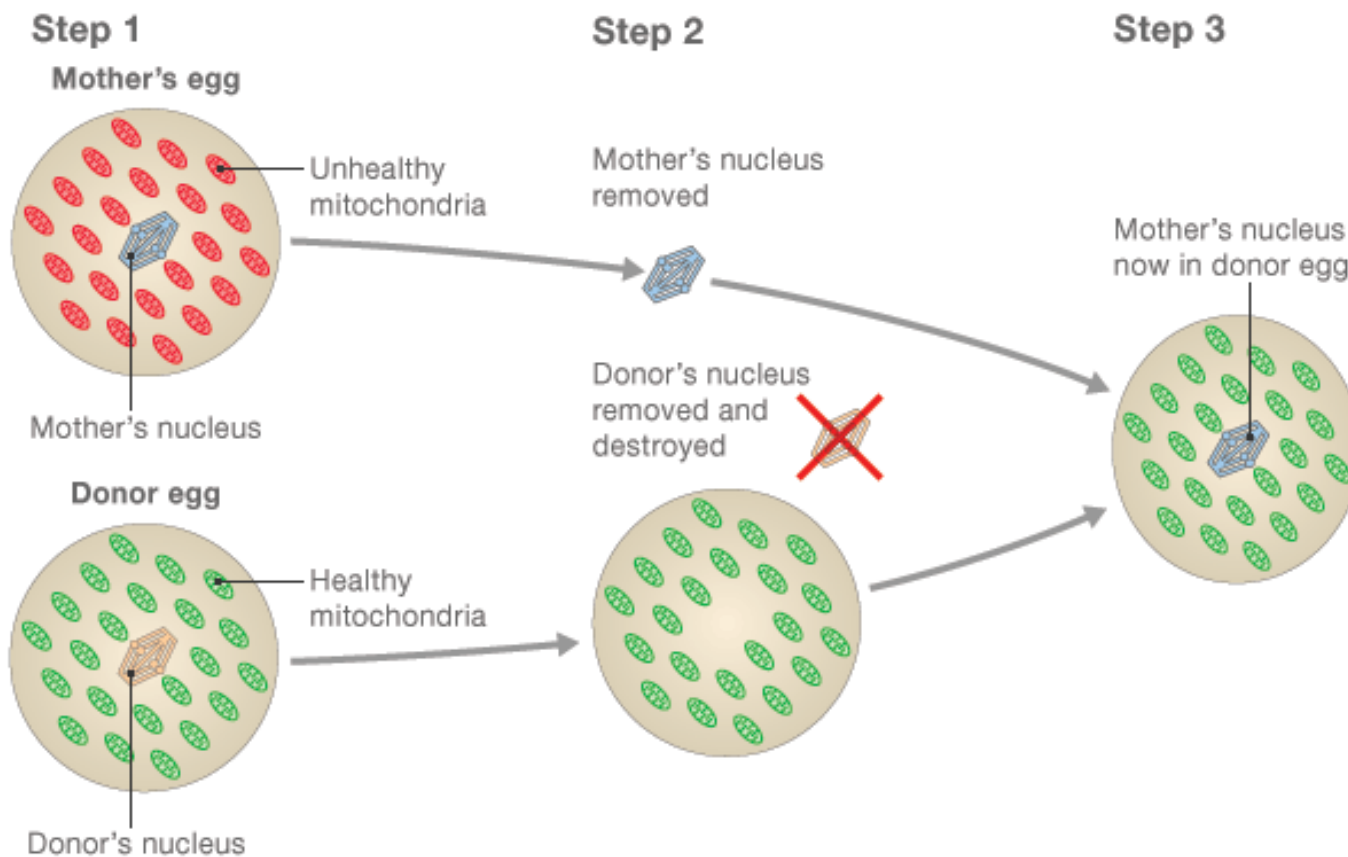 Step 1
Mother's egg
Unhealthy
mitochondria
Mother's nucleus
Donor egg
Healthy
mitochondria
Donor's nucleus
Step 2
Mother's nucleus
removed
Donor's nucleus
removed and
destroyed
Step 3
Mother's nucleus
now in donor egg